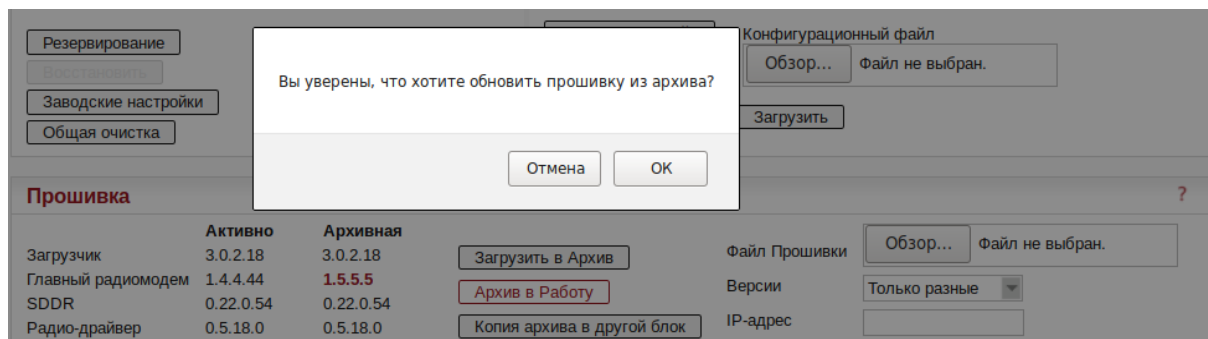 Резервирование
Восстановить
Заводские настройки
Общая очистка
Конфигурационный файл
Обзор... Файл не выбран.
Загрузить
Вы уверены, что хотите обновить прошивку из архива?
Отмена OK
Прошивка ?
Активно Архивная
Загрузчик 3.0.2.18 3.0.2.18 Загрузить в Архив Файл Прошивки Обзор... Файл не выбран.
Главный радиомодем 1.4.4.44 1.5.5.5 Архив в Работу Версии Только разные
SDDR 0.22.0.54 0.22.0.54
Радио-драйвер 0.5.18.0 0.5.18.0 Копия архива в другой блок IP-адрес